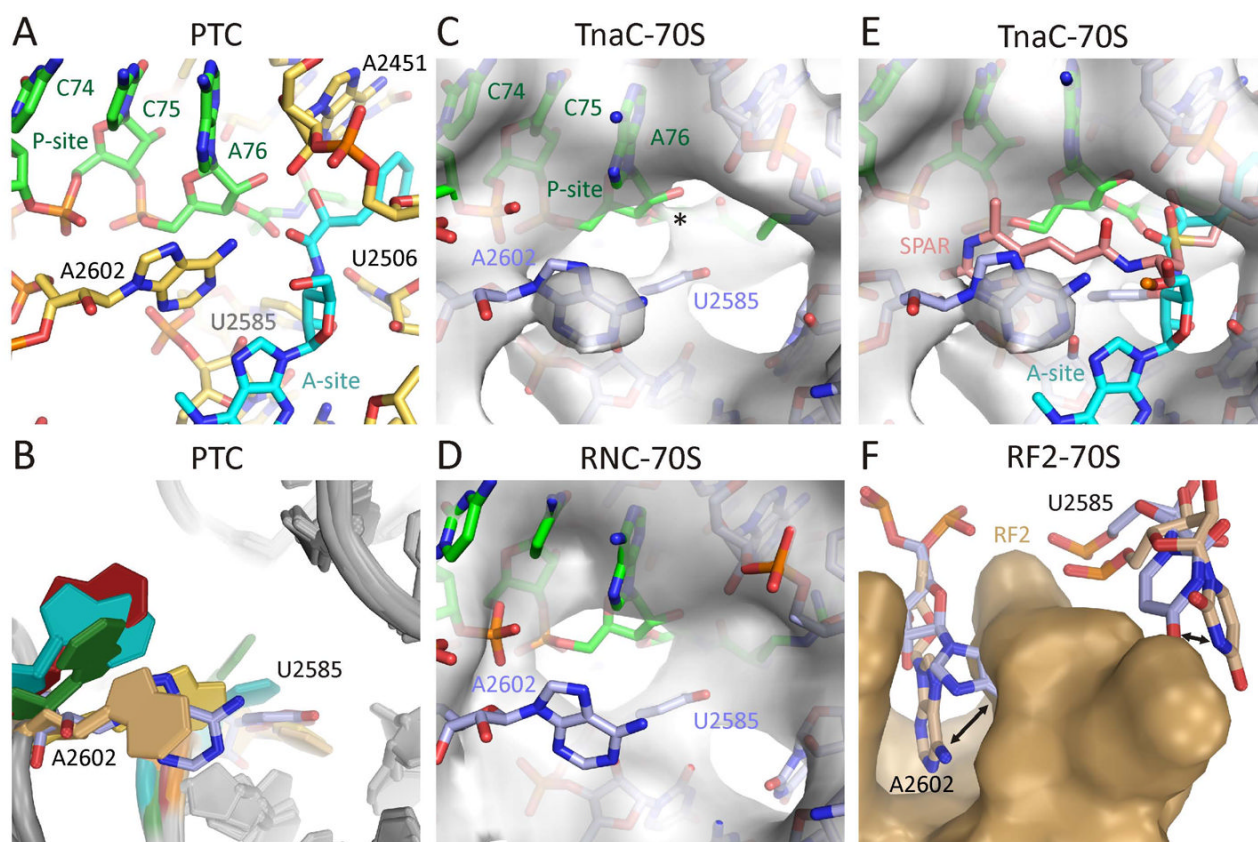 A PTC
A2451
C74
C75
P-site
A76
A2602
U2506
U2585
A-site
C TnaC-70S
C74
C75
A76
P-site
*
A2602
U2585
E TnaC-70S
SPAR
A-site
B PTC
U2585
A2602
D RNC-70S
A2602
U2585
F RF2-70S
U2585
RF2
A2602